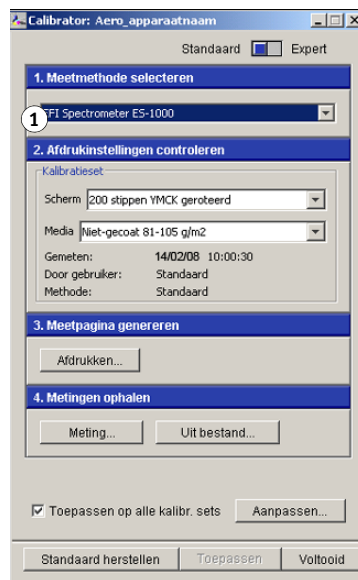 Calibrator: Aero_apparaatnaam
Standaard Expert
1. Meetmethode selecteren
1 EFI Spectrometer ES-1000
2. Afdrukinstellingen controleren
Kalibratieset
Scherm 200 stippen YMCK geroteerd
Media Niet-gecoat 81-105 g/m2
Gemeten: 14/02/08 10:00:30
Door gebruiker: Standaard
Methode: Standaard
3. Meetpagina genereren
Afdrukken...
4. Metingen ophalen
Meting... Uit bestand...
Toepassen op alle kalibr. sets Aanpassen...
Standaard herstellen Toepassen Voltooid